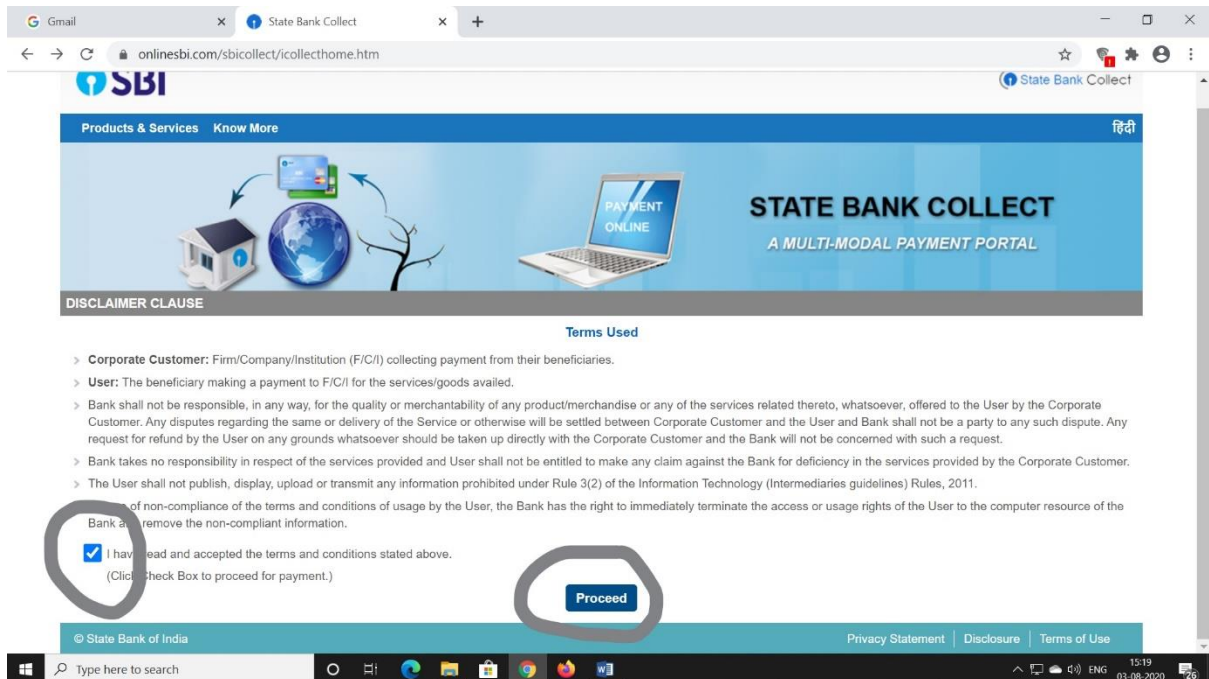 Gmail
State Bank Collect
onlinesbi.com/sbicollect/icollecthome.htm
SBI
State Bank Collect
Products & Services Know More
हिंदी
PAYMENT
ONLINE
STATE BANK COLLECT
A MULTI-MODAL PAYMENT PORTAL
DISCLAIMER CLAUSE
Terms Used
Corporate Customer: Firm/Company/Institution (F/C/I) collecting payment from their beneficiaries.
User: The beneficiary making a payment to F/C/I for the services/goods availed.
Bank shall not be responsible, in any way, for the quality or merchantability of any product/merchandise or any of the services related thereto, whatsoever, offered to the User by the Corporate
Customer. Any disputes regarding the same or delivery of the Service or otherwise will be settled between Corporate Customer and the User and Bank shall not be a party to any such dispute. Any
request for refund by the User on any grounds whatsoever should be taken up directly with the Corporate Customer and the Bank will not be concerned with such a request.
Bank takes no responsibility in respect of the services provided and User shall not be entitled to make any claim against the Bank for deficiency in the services provided by the Corporate Customer.
The User shall not publish, display, upload or transmit any information prohibited under Rule 3(2) of the Information Technology (Intermediaries guidelines) Rules, 2011.
of non-compliance of the terms and conditions of usage by the User, the Bank has the right to immediately terminate the access or usage rights of the User to the computer resource of the
Bank remove the non-compliant information.
I have read and accepted the terms and conditions stated above.
(Click Check Box to proceed for payment.)
Proceed
© State Bank of India
Privacy Statement | Disclosure | Terms of Use
Type here to search
ENG
15:19
03-08-2020
26